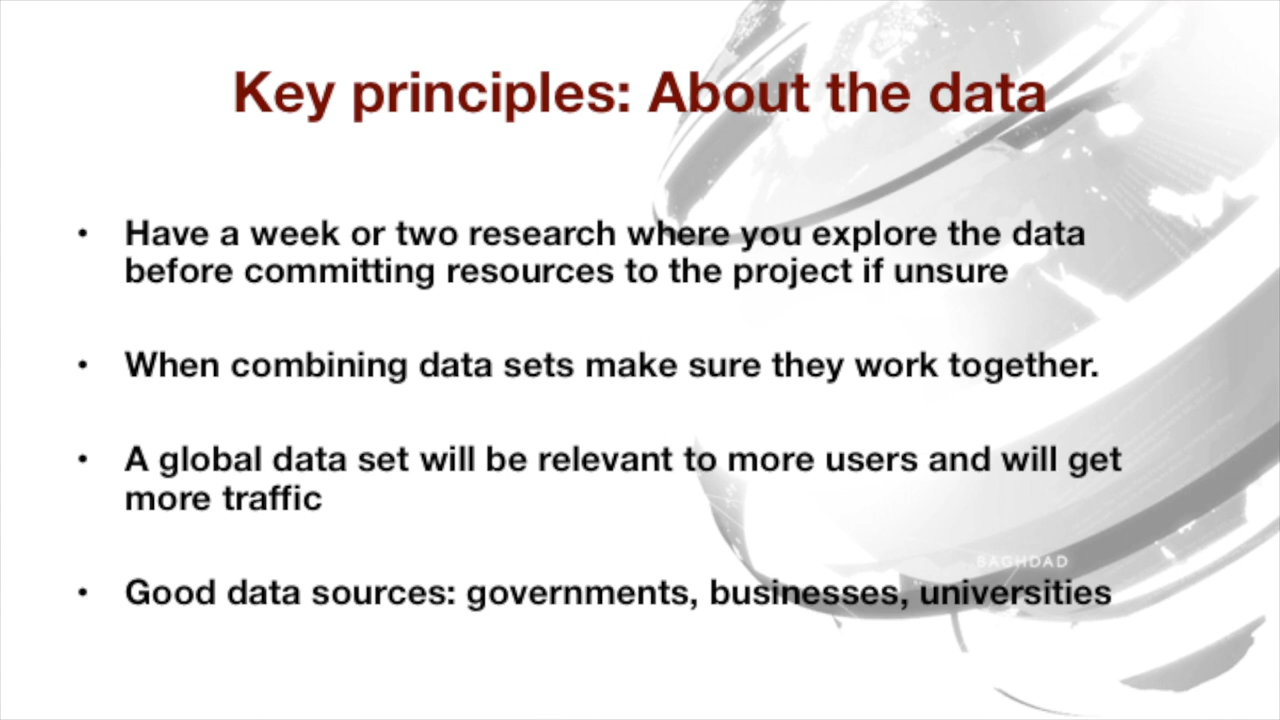 Key principles: About the data
• Have a week or two research where you explore the data
before committing resources to the project if unsure
• When combining data sets make sure they work together.
• A global data set will be relevant to more users and will get
more traffic
BAGHDAD
• Good data sources: governments, businesses, universities